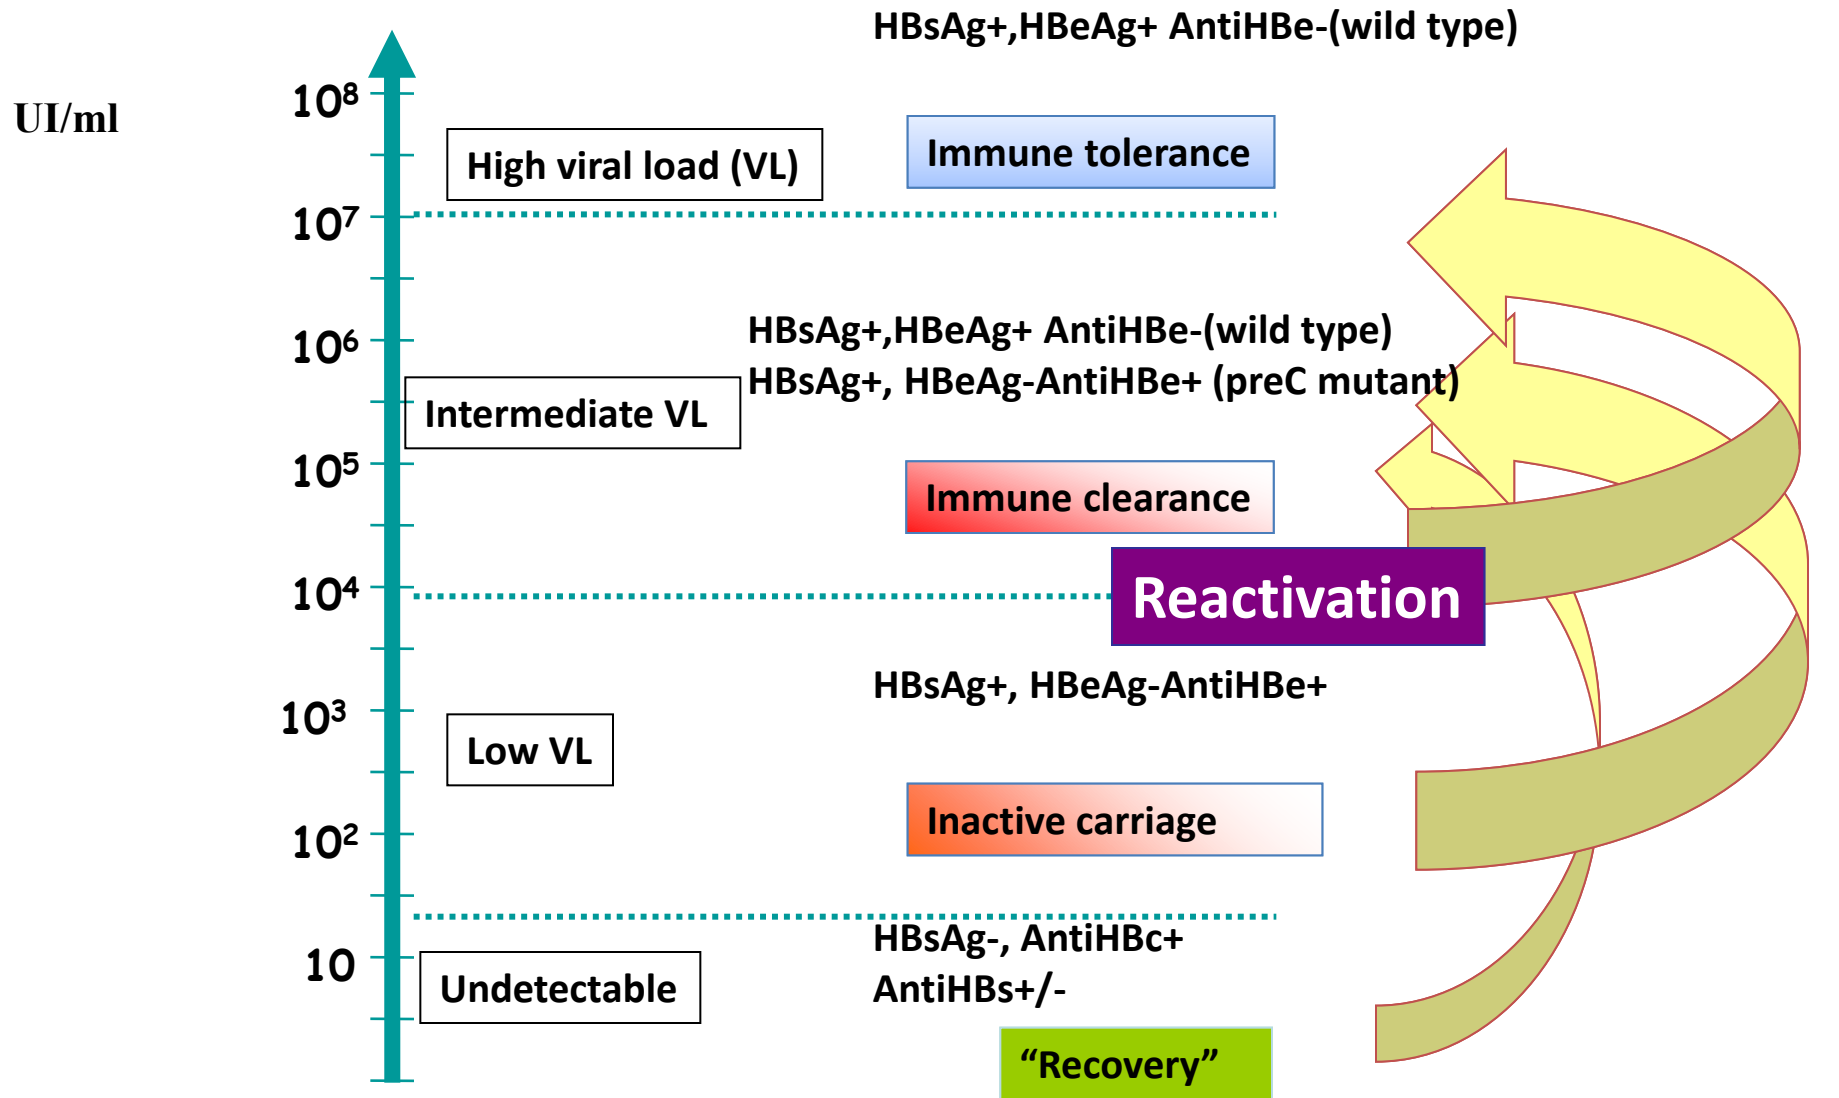 HBsAg+,HBeAg+ AntiHBe-(wild type)
UI/ml
10⁸
High viral load (VL)
Immune tolerance
10⁷
10⁶
HBsAg+,HBeAg+ AntiHBe-(wild type)
HBsAg+, HBeAg-AntiHBe+ (preC mutant)
Intermediate VL
10⁵
Immune clearance
10⁴
Reactivation
HBsAg+, HBeAg-AntiHBe+
10³
Low VL
10²
Inactive carriage
10
HBsAg-, AntiHBc+
AntiHBs+/-
Undetectable
“Recovery”